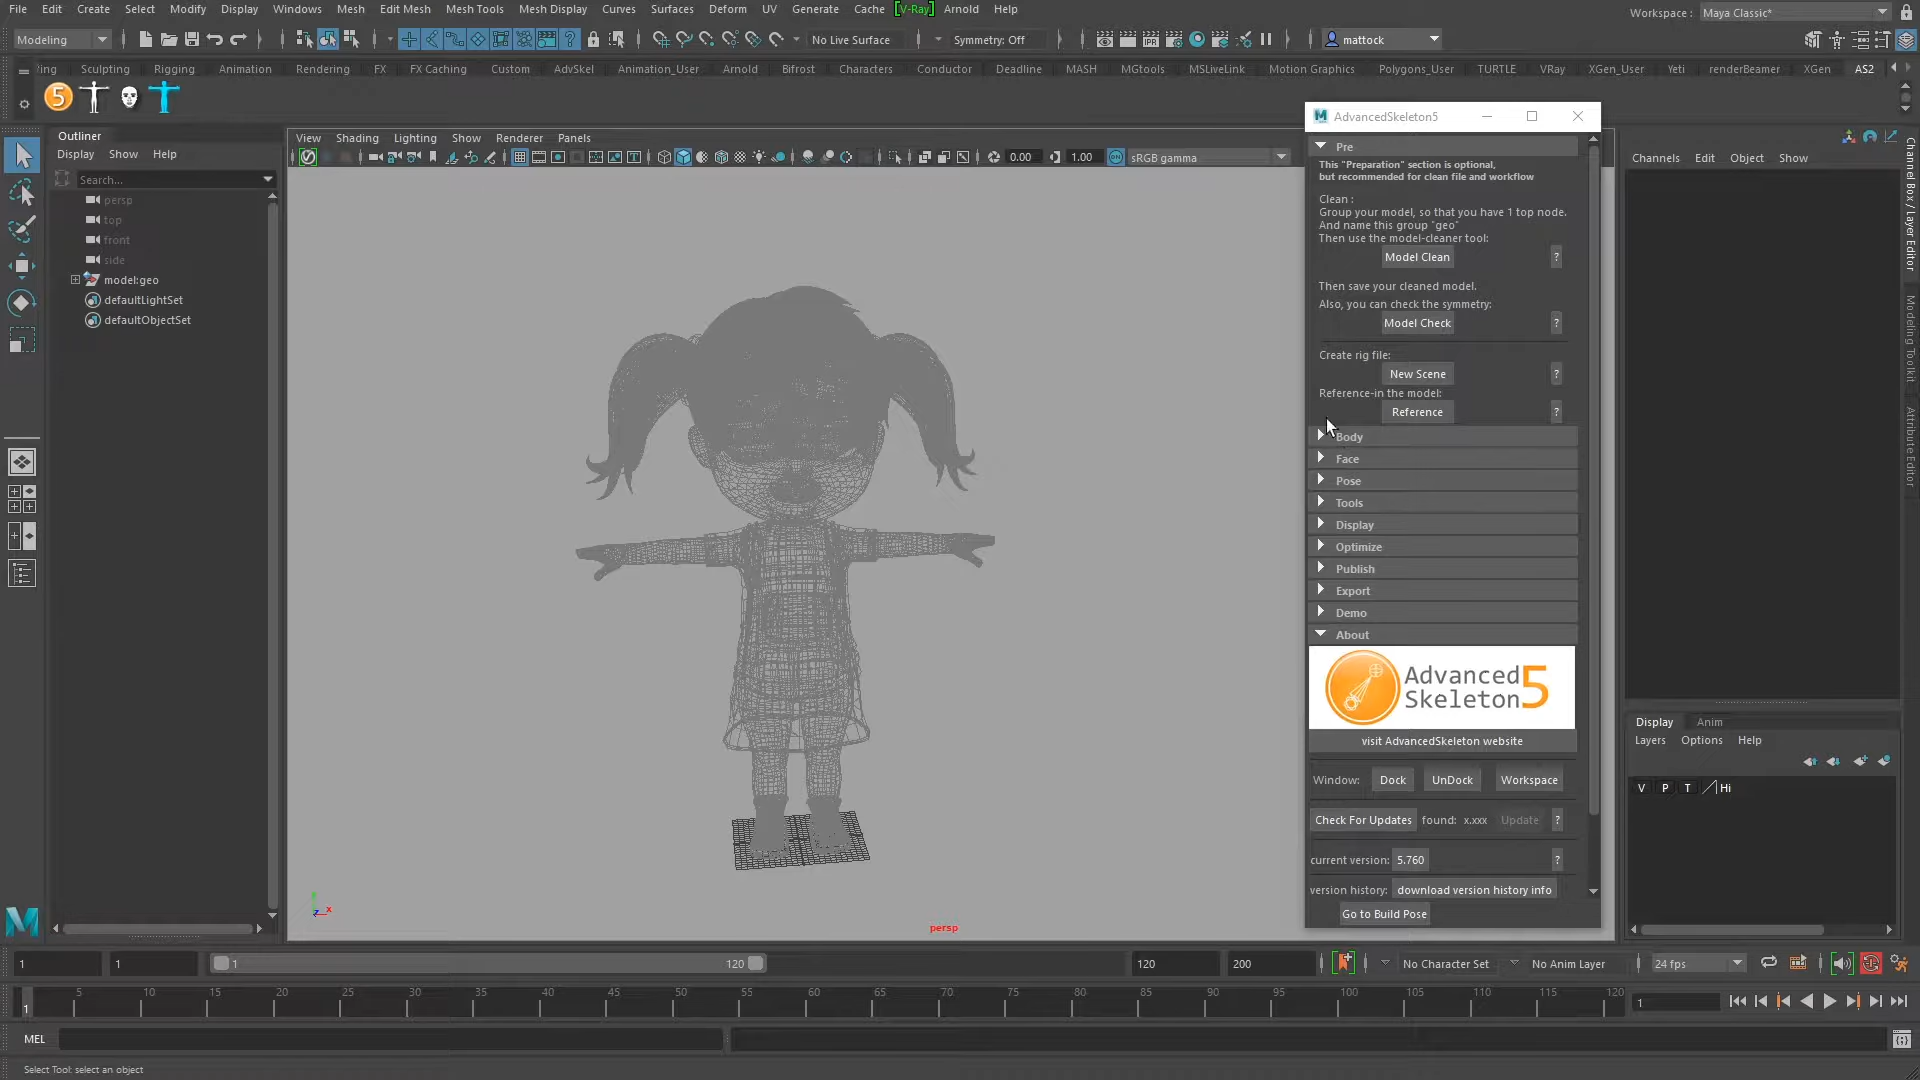 File Edit Create Select Modify Display Windows Mesh Edit Mesh Mesh Tools Mesh Display Curves Surfaces Deform UV Generate Cache [V-Ray] Arnold Help
Workspace : Maya Classic*
Modeling
No Live Surface
Symmetry: Off
mattock
ing Sculpting Rigging Animation Rendering FX FX Caching Custom AdvSkel Animation_User Arnold Bifrost Characters Conductor Deadline MASH MGtools MSLiveLink Motion Graphics Polygons_User TURTLE VRay XGen_User Yeti renderBeamer XGen AS2
5
Outliner
Display Show Help
Search...
persp
top
front
side
model:geo
defaultLightSet
defaultObjectSet
View Shading Lighting Show Renderer Panels
0.00
1.00
ON
sRGB gamma
persp
AdvancedSkeleton5
Pre
This "Preparation" section is optional,
but recommended for clean file and workflow
Clean :
Group your model, so that you have 1 top node.
And name this group `geo`
Then use the model-cleaner tool:
Model Clean ?
Then save your cleaned model.
Also, you can check the symmetry:
Model Check ?
Create rig file:
New Scene ?
Reference-in the model:
Reference ?
Body
Face
Pose
Tools
Display
Optimize
Publish
Export
Demo
About
Advanced
Skeleton5
visit AdvancedSkeleton website
Window: Dock UnDock Workspace
Check For Updates found: x.xxx Update ?
current version: 5.760 ?
version history: download version history info
Go to Build Pose
Channels Edit Object Show
Channel Box / Layer Editor
Modeling Toolkit
Attribute Editor
Display Anim
Layers Options Help
V P T Hi
1 1 1 120 120 200 No Character Set No Anim Layer 24 fps
1 5 10 15 20 25 30 35 40 45 50 55 60 65 70 75 80 85 90 95 100 105 110 115 120 1
MEL
Select Tool: select an object